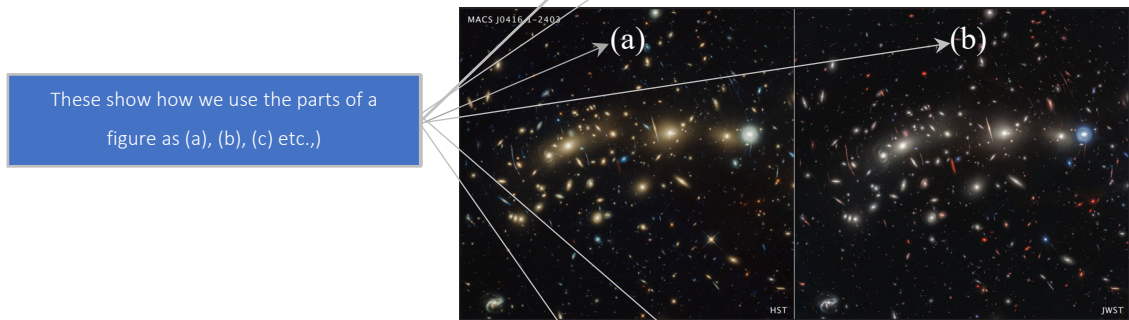 MACS J0416.1-2403
(a)
(b)
These show how we use the parts of a
figure as (a), (b), (c) etc.,)
HST
JWST